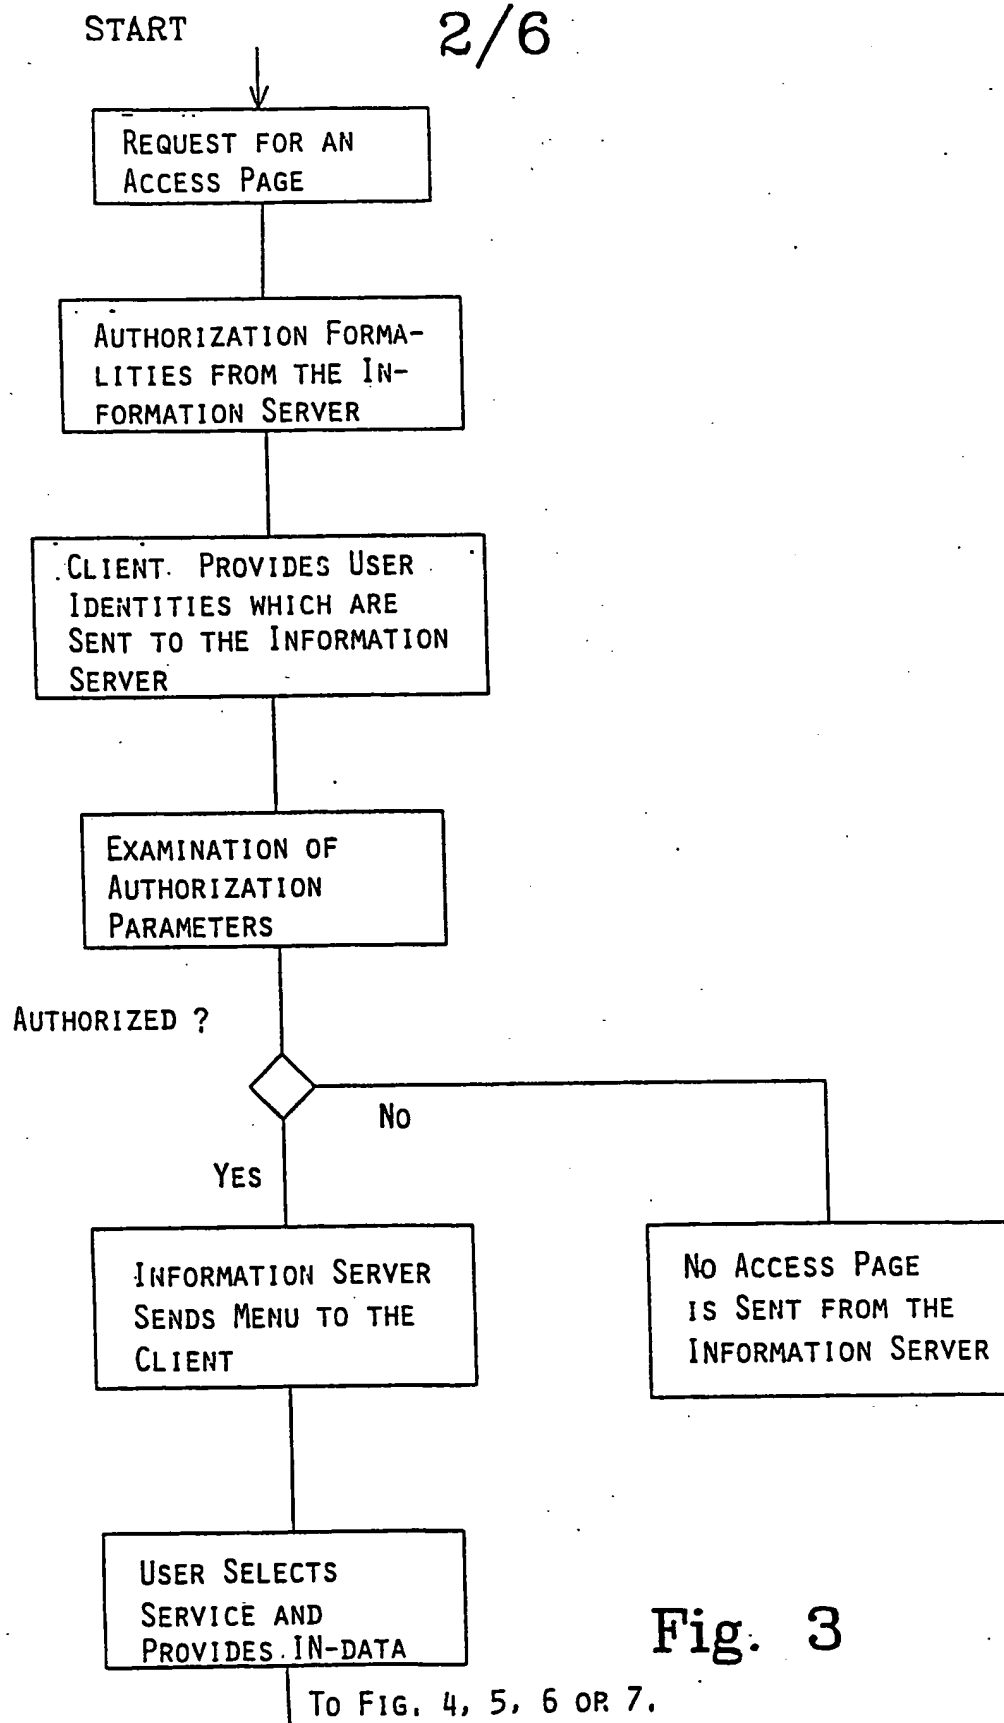 START
2/6
REQUEST FOR AN
ACCESS PAGE
AUTHORIZATION FORMA-
LITIES FROM THE IN-
FORMATION SERVER
CLIENT PROVIDES USER
IDENTITIES WHICH ARE
SENT TO THE INFORMATION
SERVER
EXAMINATION OF
AUTHORIZATION
PARAMETERS
AUTHORIZED ?
NO
YES
INFORMATION SERVER
SENDS MENU TO THE
CLIENT
NO ACCESS PAGE
IS SENT FROM THE
INFORMATION SERVER
USER SELECTS
SERVICE AND
PROVIDES IN-DATA
Fig. 3
TO FIG. 4, 5, 6 OR 7.